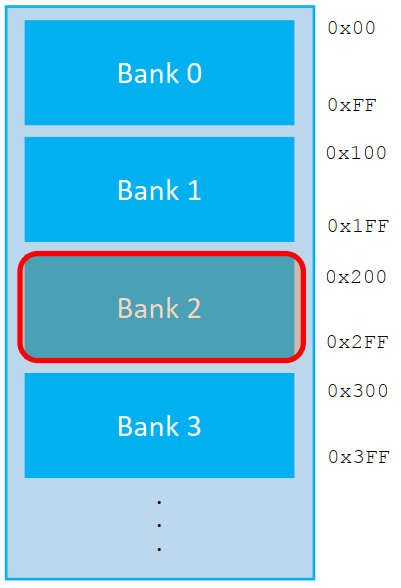 0x00
Bank 0
0xFF
0x100
Bank 1
0x1FF
0x200
Bank 2
0x2FF
0x300
Bank 3
0x3FF
.
.
.